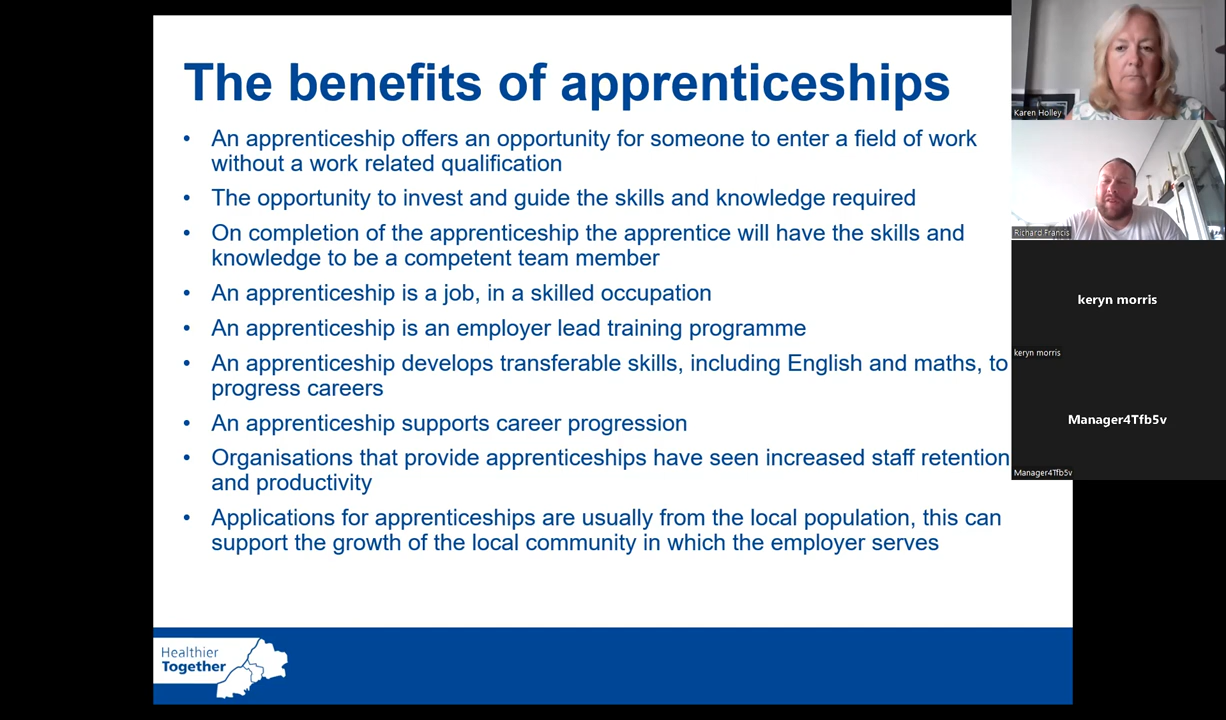 The benefits of apprenticeships
• An apprenticeship offers an opportunity for someone to enter a field of work
without a work related qualification
• The opportunity to invest and guide the skills and knowledge required
• On completion of the apprenticeship the apprentice will have the skills and
knowledge to be a competent team member
• An apprenticeship is a job, in a skilled occupation
• An apprenticeship is an employer lead training programme
• An apprenticeship develops transferable skills, including English and maths, to
progress careers
• An apprenticeship supports career progression
• Organisations that provide apprenticeships have seen increased staff retention
and productivity
• Applications for apprenticeships are usually from the local population, this can
support the growth of the local community in which the employer serves
Healthier
Together
Karen Holley
Richard Francis
keryn morris
keryn morris
Manager4Tfb5v
Manager4Tfb5v